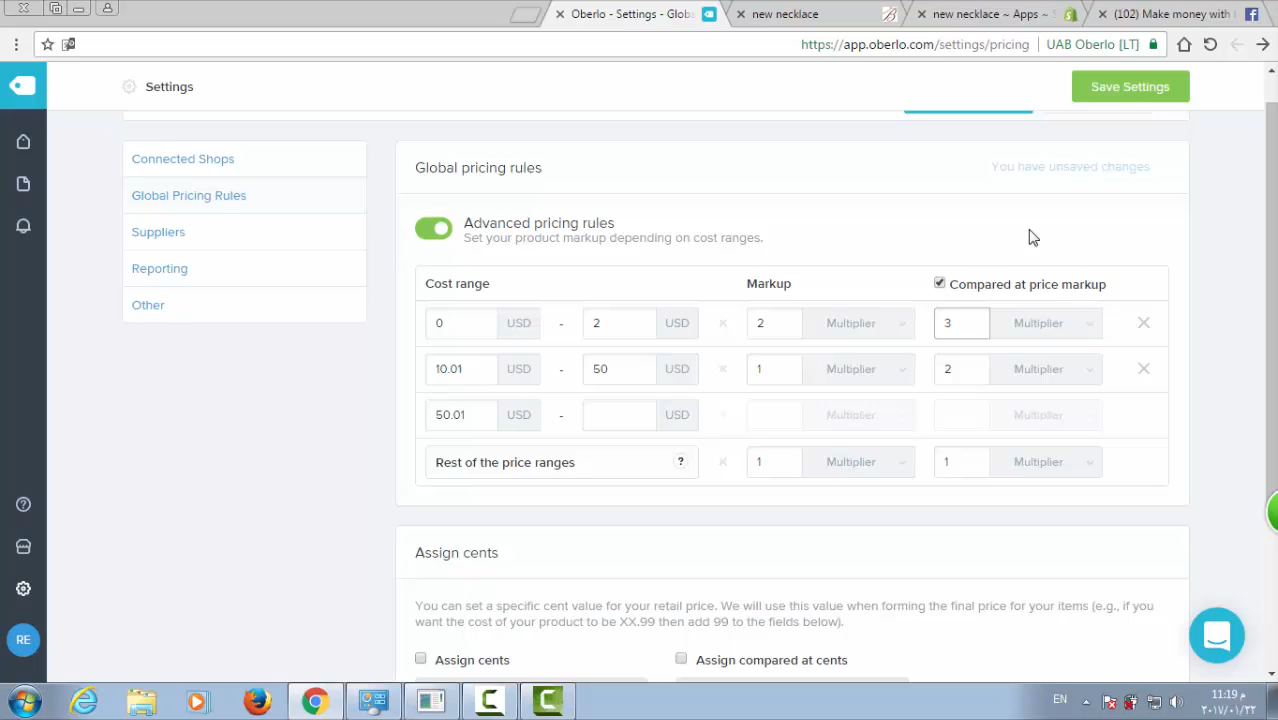 Oberlo - Settings - Globa
new necklace
new necklace ~ Apps ~ S
(102) Make money with
https://app.oberlo.com/settings/pricing
UAB Oberlo [LT]
Settings
Save Settings
Connected Shops
Global Pricing Rules
Suppliers
Reporting
Other
Global pricing rules
You have unsaved changes
Advanced pricing rules
Set your product markup depending on cost ranges.
Cost range Markup Compared at price markup
0 USD - 2 USD 2 Multiplier 3 Multiplier
10.01 USD - 50 USD 1 Multiplier 2 Multiplier
50.01 USD - USD Multiplier Multiplier
Rest of the price ranges ? 1 Multiplier 1 Multiplier
Assign cents
You can set a specific cent value for your retail price. We will use this value when forming the final price for your items (e.g., if you
want the cost of your product to be XX.99 then add 99 to the fields below).
Assign cents Assign compared at cents
RE
EN
11:19 م
٢٠١٧/٠١/٢٢